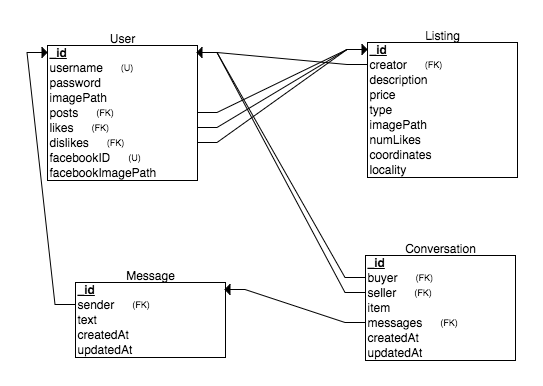 User
_id
username (U)
password
imagePath
posts (FK)
likes (FK)
dislikes (FK)
facebookID (U)
facebookImagePath
Listing
_id
creator (FK)
description
price
type
imagePath
numLikes
coordinates
locality
Message
_id
sender (FK)
text
createdAt
updatedAt
Conversation
_id
buyer (FK)
seller (FK)
item
messages (FK)
createdAt
updatedAt